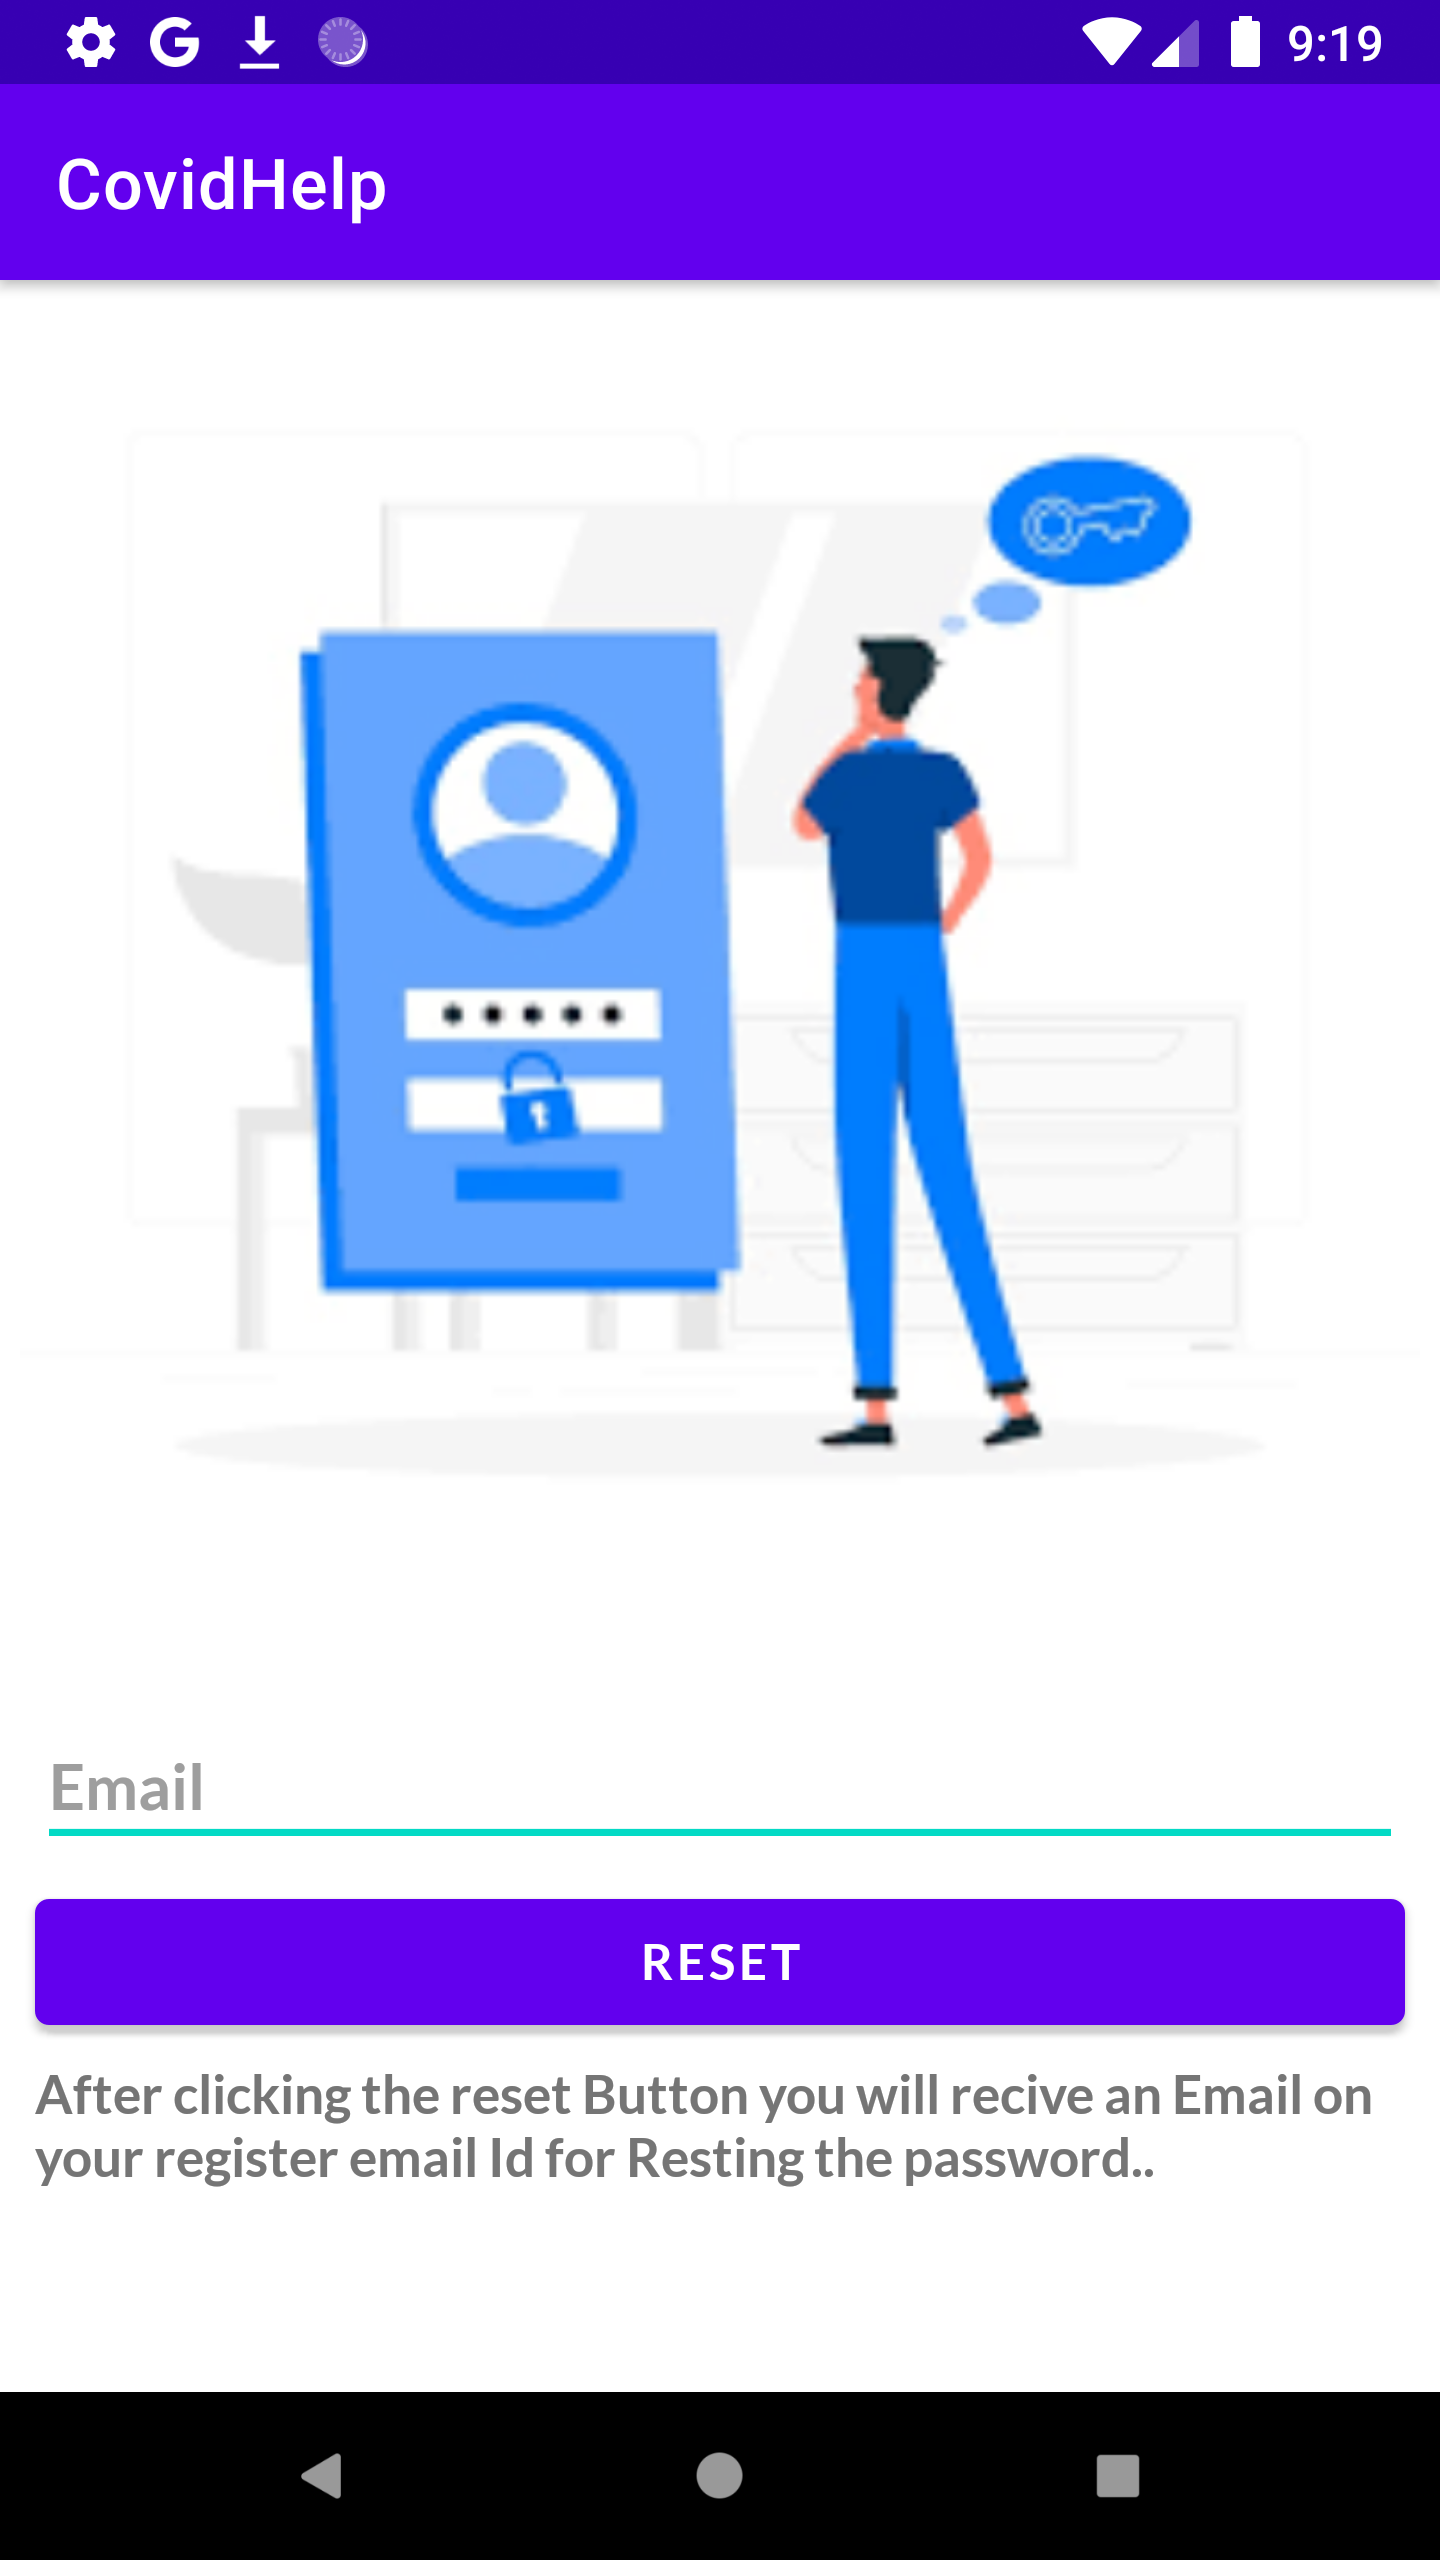 9:19
CovidHelp
Email
RESET
After clicking the reset Button you will recive an Email on
your register email Id for Resting the password..